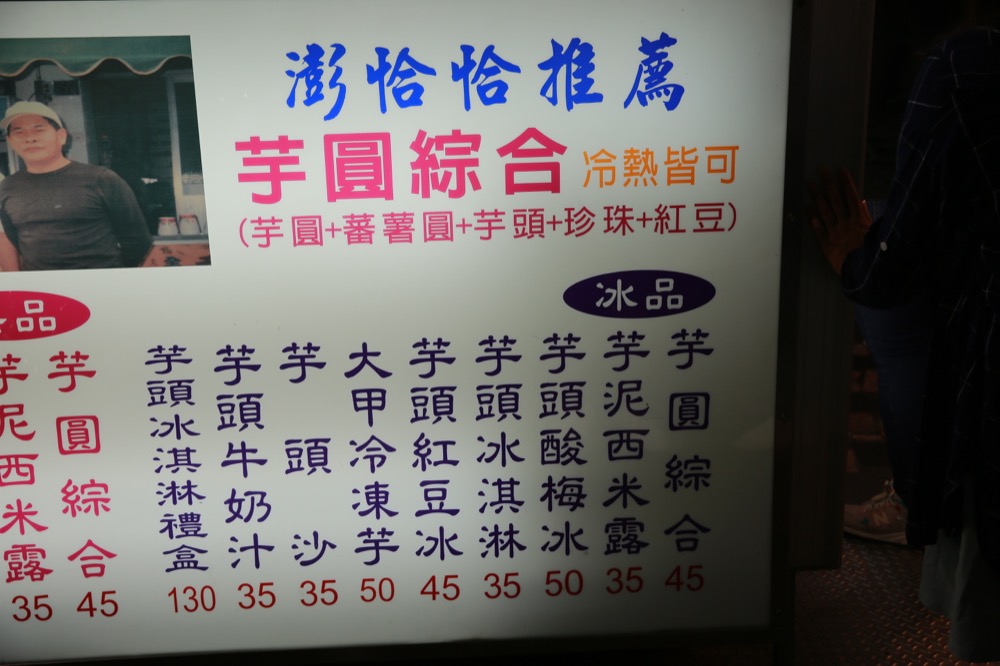 澎恰恰推薦
芋圓綜合 冷熱皆可
(芋圓+蕃薯圓+芋頭+珍珠+紅豆)
冰品
芋圓綜合 45
芋泥西米露 35
芋頭酸梅冰 50
芋頭冰淇淋 35
芋頭紅豆冰 45
大甲冷凍芋 50
芋頭沙 35
芋頭牛奶汁 35
芋頭冰淇淋禮盒 130
品
芋圓綜合 45
芋泥西米露 35